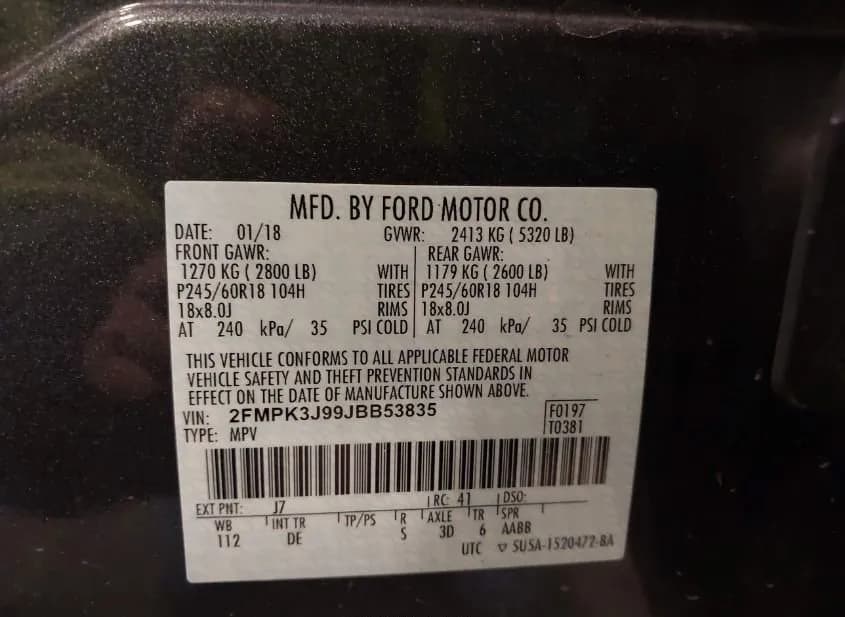 MFD. BY FORD MOTOR CO.
DATE: 01/18 GVWR: 2413 KG ( 5320 LB)
FRONT GAWR: REAR GAWR:
1270 KG ( 2800 LB) WITH 1179 KG ( 2600 LB) WITH
P245/60R18 104H TIRES P245/60R18 104H TIRES
18x8.0J RIMS 18x8.0J RIMS
AT 240 kPa/ 35 PSI COLD AT 240 kPa/ 35 PSI COLD
THIS VEHICLE CONFORMS TO ALL APPLICABLE FEDERAL MOTOR
VEHICLE SAFETY AND THEFT PREVENTION STANDARDS IN
EFFECT ON THE DATE OF MANUFACTURE SHOWN ABOVE.
VIN: 2FMPK3J99JBB53835 F0197
TYPE: MPV T0381
EXT PNT: J7 RC: 41 DSO:
WB INT TR TP/PS R AXLE TR SPR
112 DE S 3D 6 AABB
UTC ▽ SU5A-1520472-BA